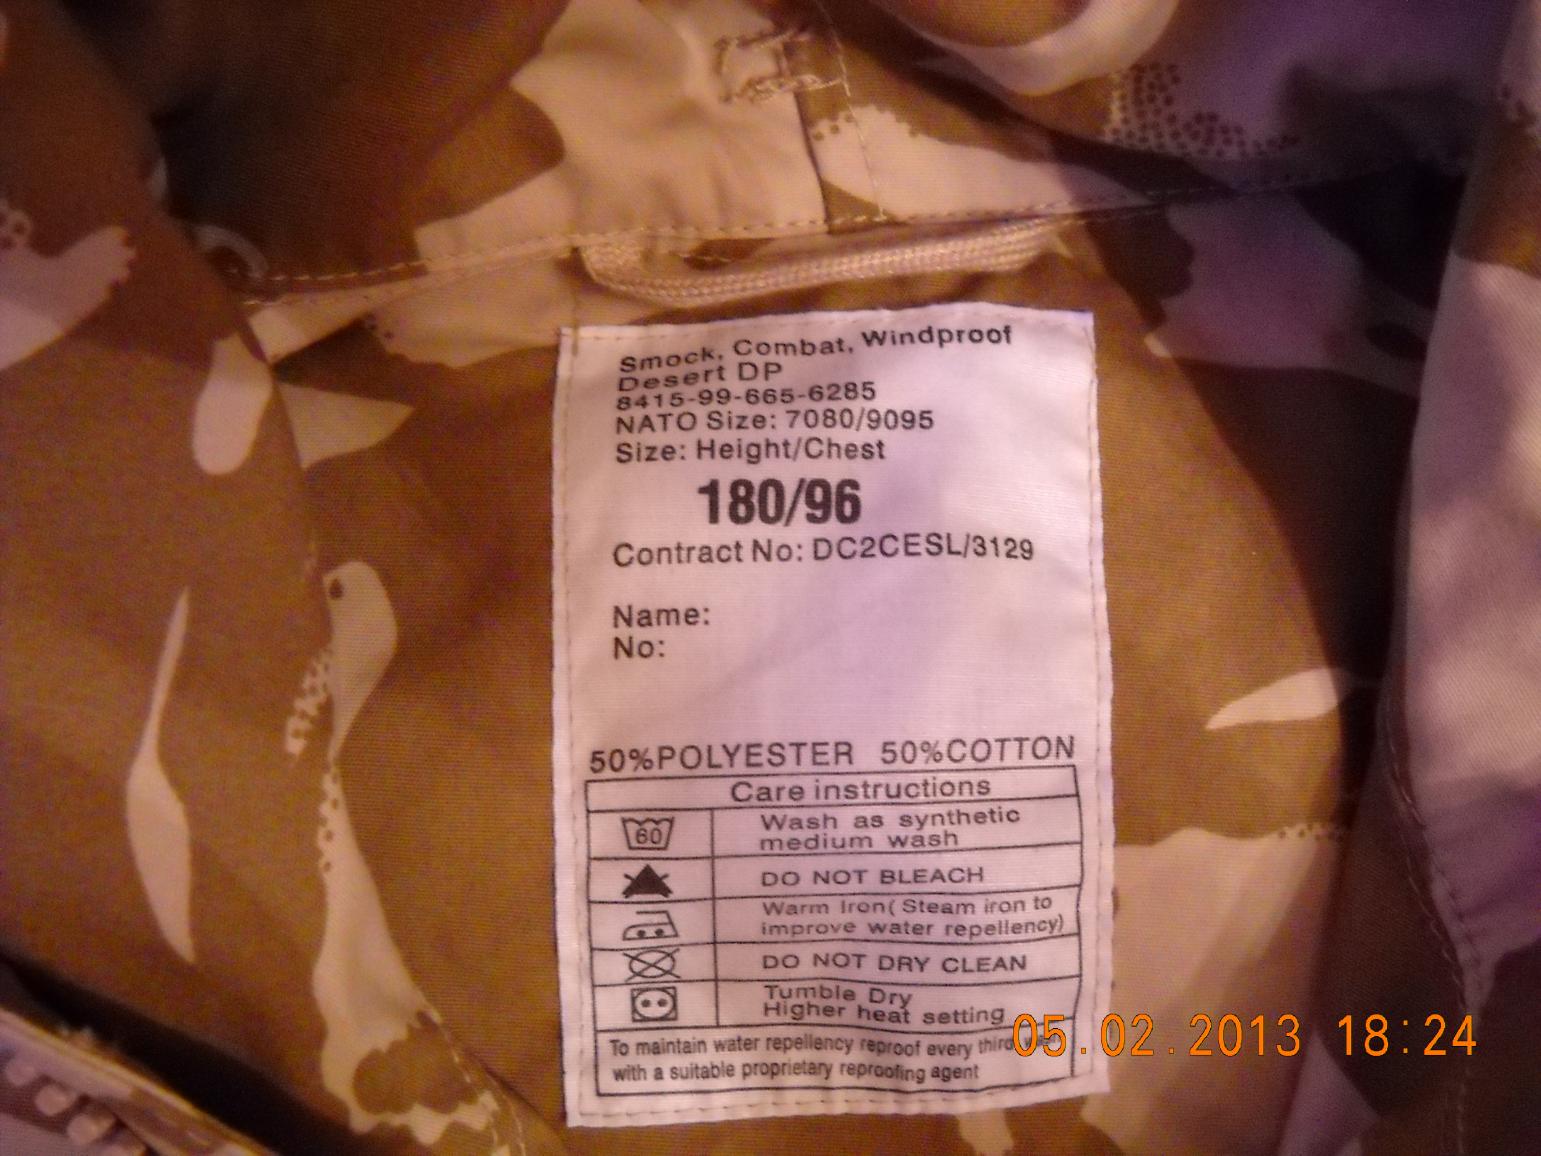 Smock, Combat, Windproof
Desert DP
8415-99-665-6285
NATO Size: 7080/9095
Size: Height/Chest
180/96
Contract No: DC2CESL/3129
Name:
No:
50%POLYESTER 50%COTTON
Care instructions
60
Wash as synthetic
medium wash
DO NOT BLEACH
Warm Iron( Steam iron to
improve water repellency)
DO NOT DRY CLEAN
Tumble Dry
Higher heat setting
To maintain water repellency reproof every third wash
with a suitable proprietary reproofing agent
05.02.2013 18:24